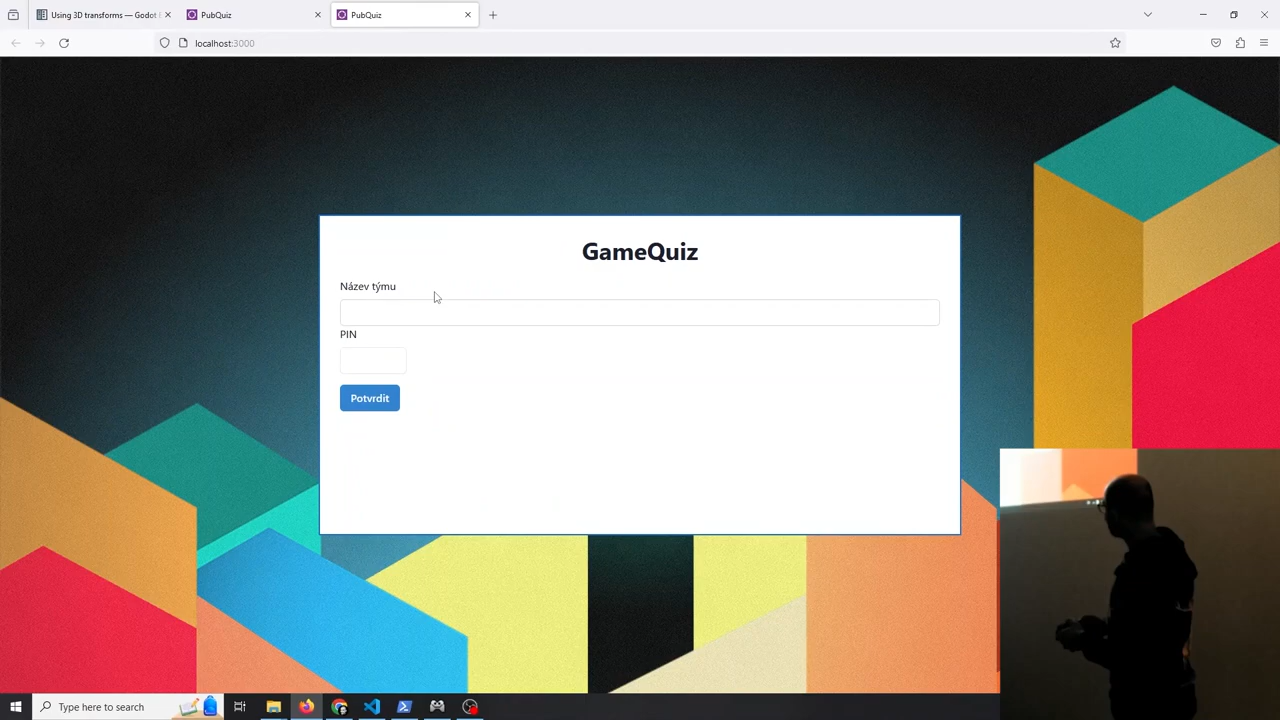 Using 3D transforms — Godot
PubQuiz
PubQuiz
localhost:3000
GameQuiz
Název týmu
PIN
Potvrdit
Type here to search